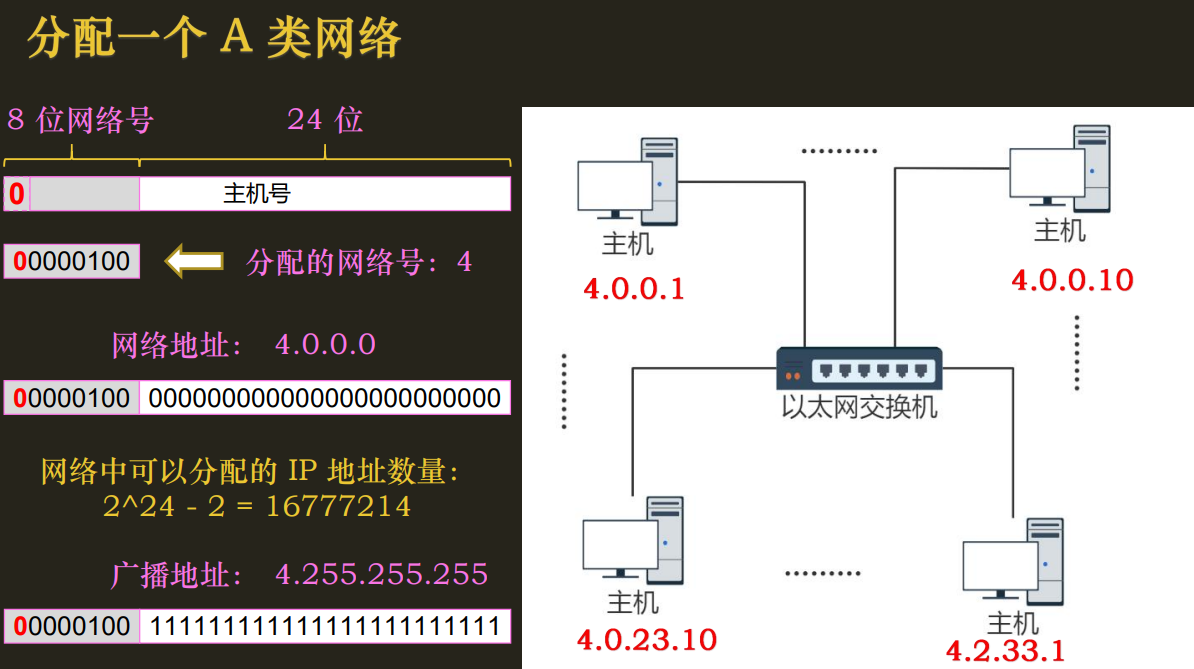 分配一个 A 类网络
8 位网络号
24 位
0
主机号
00000100
分配的网络号：4
网络地址： 4.0.0.0
00000100 000000000000000000000000
网络中可以分配的 IP 地址数量：
2^24 - 2 = 16777214
广播地址： 4.255.255.255
00000100 111111111111111111111111
·········
主机
4.0.0.1
主机
4.0.0.10
以太网交换机
主机
4.0.23.10
·········
主机
4.2.33.1